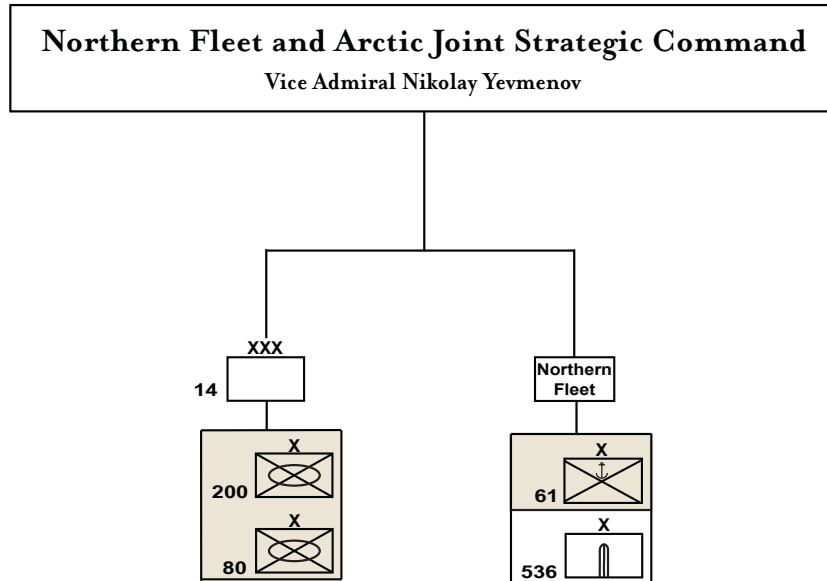 Northern Fleet and Arctic Joint Strategic Command
Vice Admiral Nikolay Yevmenov
XXX
14
Northern
Fleet
X
200
X
80
X
61
X
536